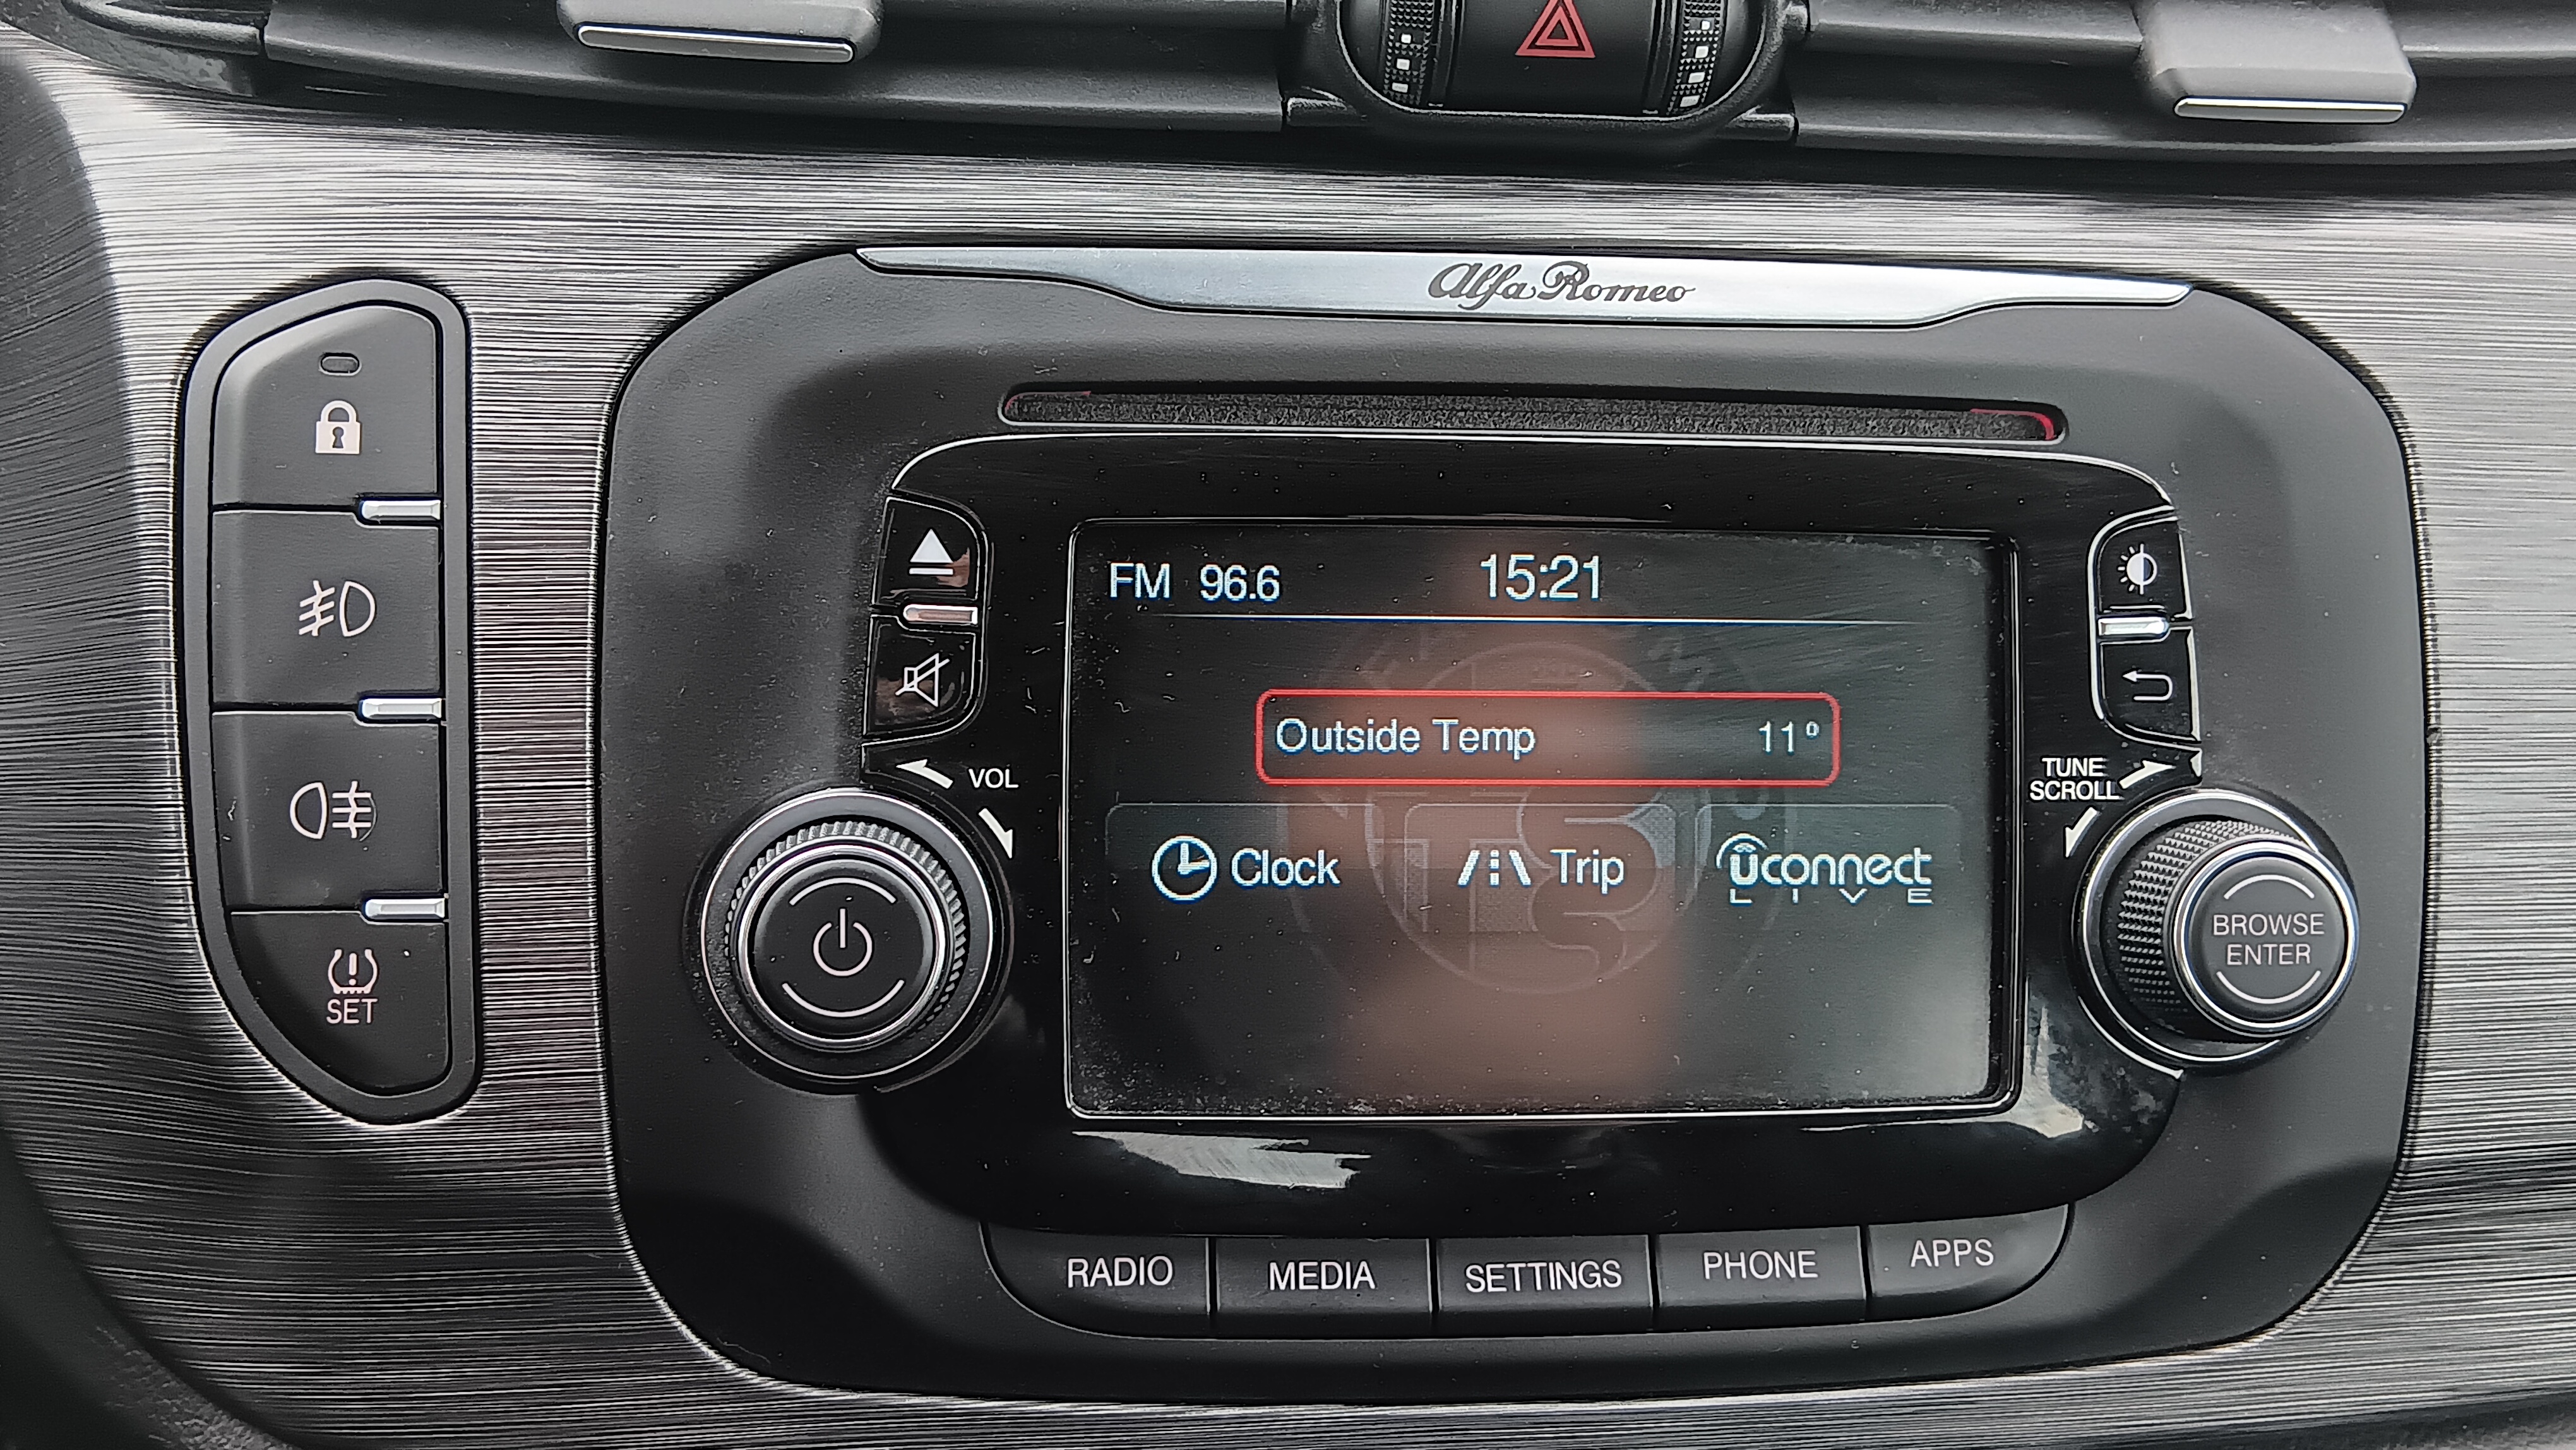 Alfa Romeo
FM 96.6 15:21
Outside Temp 11°
VOL
TUNE
SCROLL
Clock Trip uconnect
LIVE
BROWSE
ENTER
SET
RADIO MEDIA SETTINGS PHONE APPS